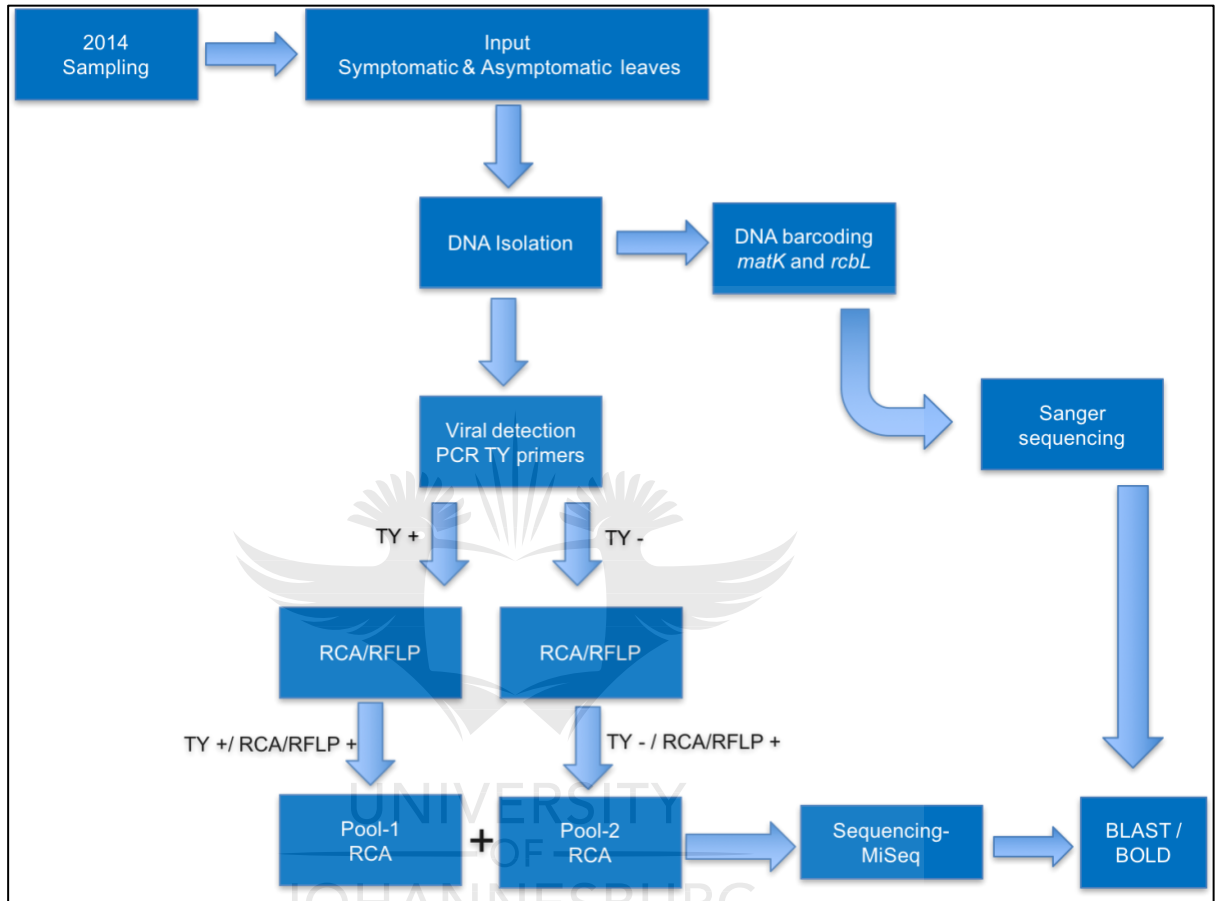 2014
Sampling
Input
Symptomatic & Asymptomatic leaves
DNA Isolation
DNA barcoding
matK and rcbL
Viral detection
PCR TY primers
Sanger
sequencing
TY +
TY -
RCA/RFLP
RCA/RFLP
TY +/ RCA/RFLP +
TY - / RCA/RFLP +
Pool-1
RCA
+
Pool-2
RCA
Sequencing-
MiSeq
BLAST /
BOLD
UNIVERSITY
OF
JOHANNESBURG